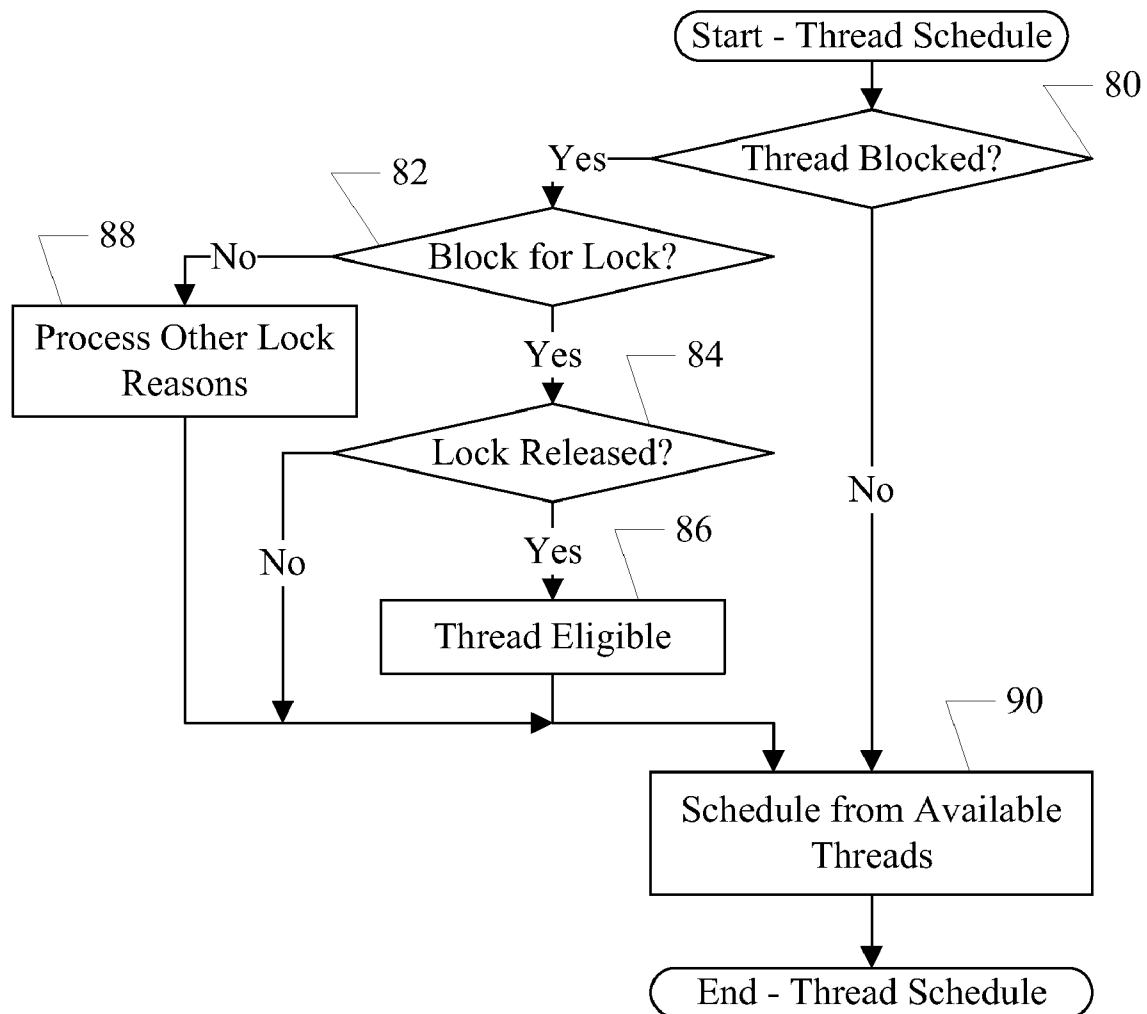 Start - Thread Schedule
80
Thread Blocked?
Yes
82
Block for Lock?
No
88
Process Other Lock
Reasons
Yes
84
Lock Released?
No
No
Yes
86
Thread Eligible
90
Schedule from Available
Threads
End - Thread Schedule